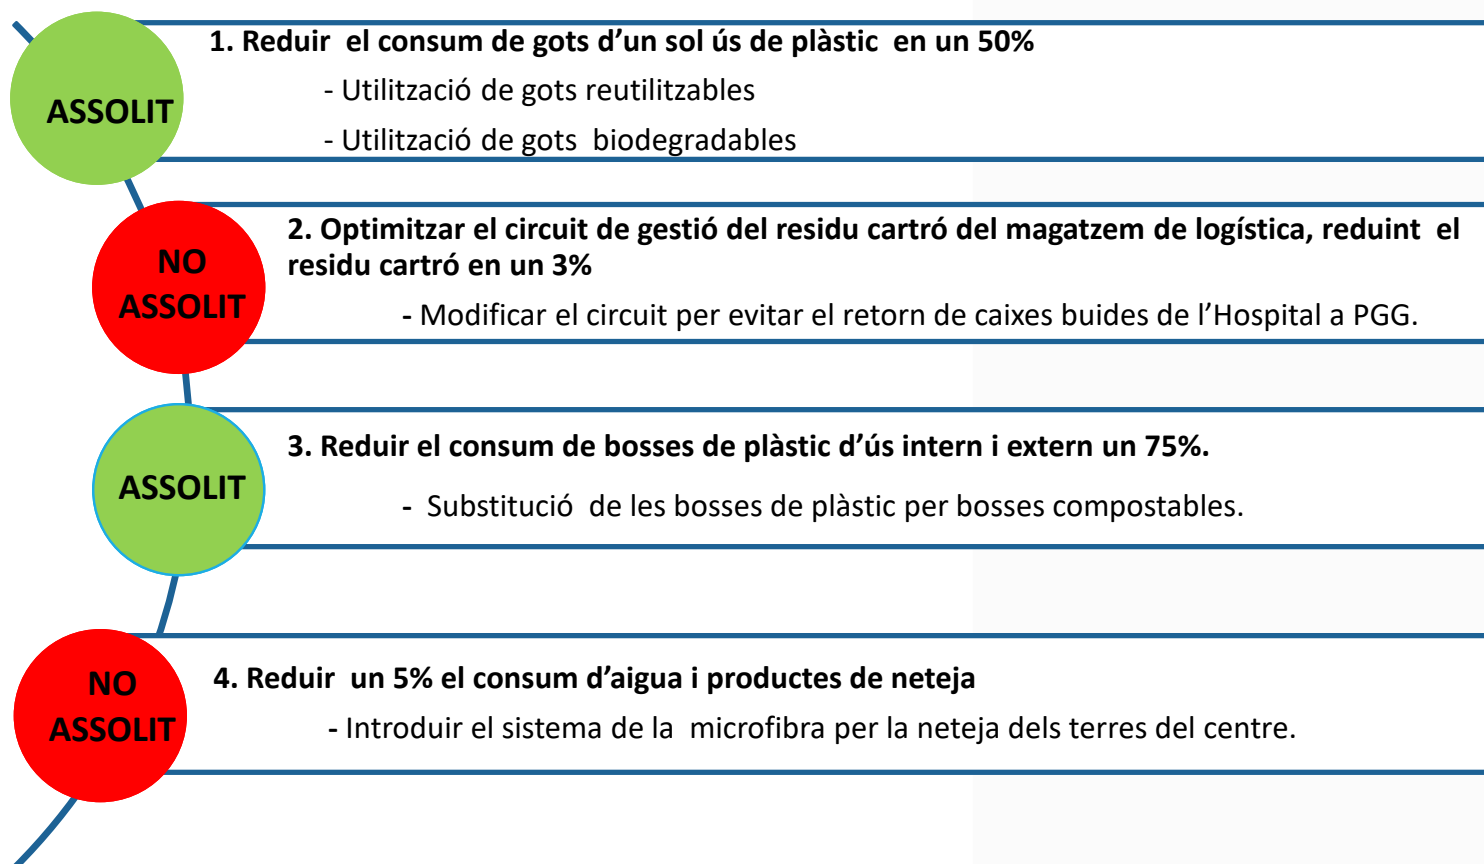 ASSOLIT
1. Reduir el consum de gots d’un sol ús de plàstic en un 50%
- Utilització de gots reutilitzables
- Utilització de gots biodegradables
NO
ASSOLIT
2. Optimitzar el circuit de gestió del residu cartró del magatzem de logística, reduint el
residu cartró en un 3%
- Modificar el circuit per evitar el retorn de caixes buides de l’Hospital a PGG.
ASSOLIT
3. Reduir el consum de bosses de plàstic d’ús intern i extern un 75%.
- Substitució de les bosses de plàstic per bosses compostables.
NO
ASSOLIT
4. Reduir un 5% el consum d’aigua i productes de neteja
- Introduir el sistema de la microfibra per la neteja dels terres del centre.